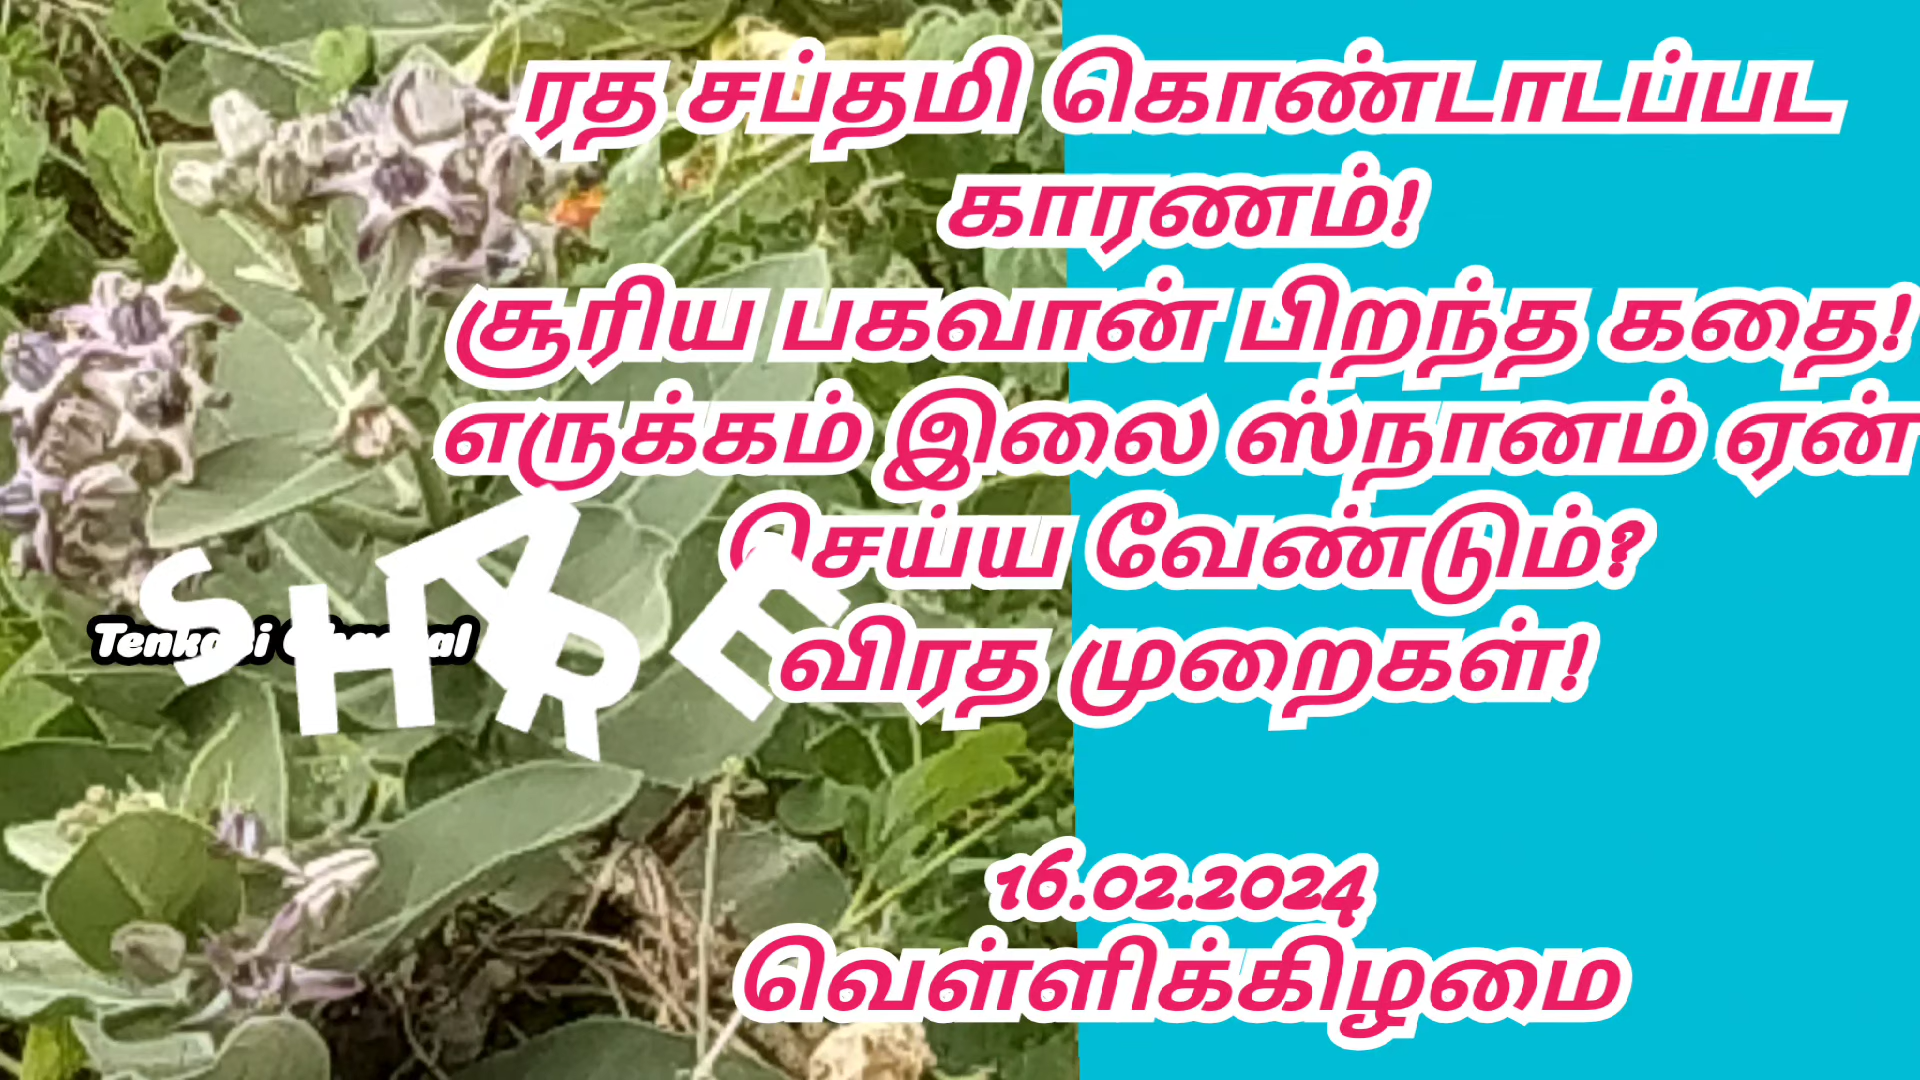 ரத சப்தமி கொண்டாடப்பட
காரணம்!
சூரிய பகவான் பிறந்த கதை!
எருக்கம் இலை ஸ்நானம் ஏன்
செய்ய வேண்டும்?
விரத முறைகள்!
SHARE
16.02.2024
வெள்ளிக்கிழமை